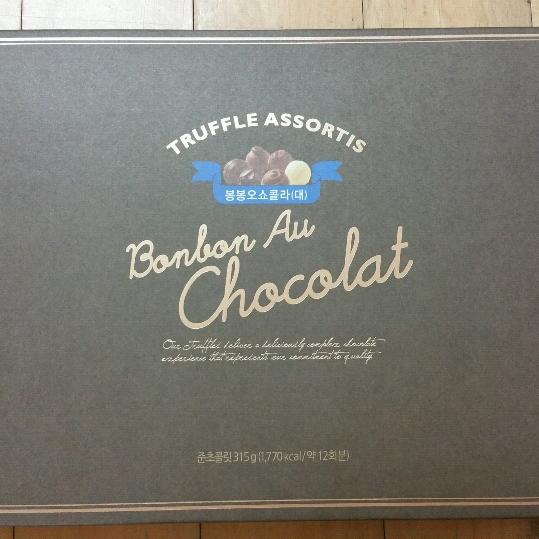 TRUFFLE ASSORTIS
봉봉오쇼콜라(대)
Bonbon Au
Chocolat
Our Truffles deliver a deliciously complex chocolate
experience that represents our commitment to quality.
준초콜릿 315g (1,770kcal/약 12회분)